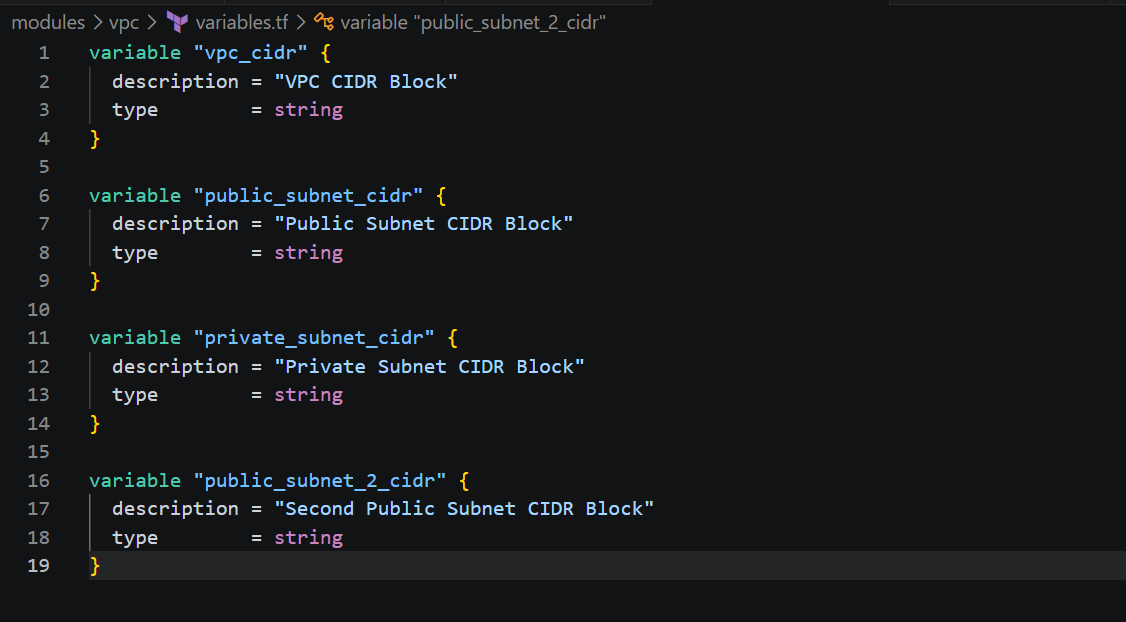 modules > vpc > variables.tf > variable "public_subnet_2_cidr"
1 variable "vpc_cidr" {
2   description = "VPC CIDR Block"
3   type        = string
4 }
5
6 variable "public_subnet_cidr" {
7   description = "Public Subnet CIDR Block"
8   type        = string
9 }
10
11 variable "private_subnet_cidr" {
12   description = "Private Subnet CIDR Block"
13   type        = string
14 }
15
16 variable "public_subnet_2_cidr" {
17   description = "Second Public Subnet CIDR Block"
18   type        = string
19 }